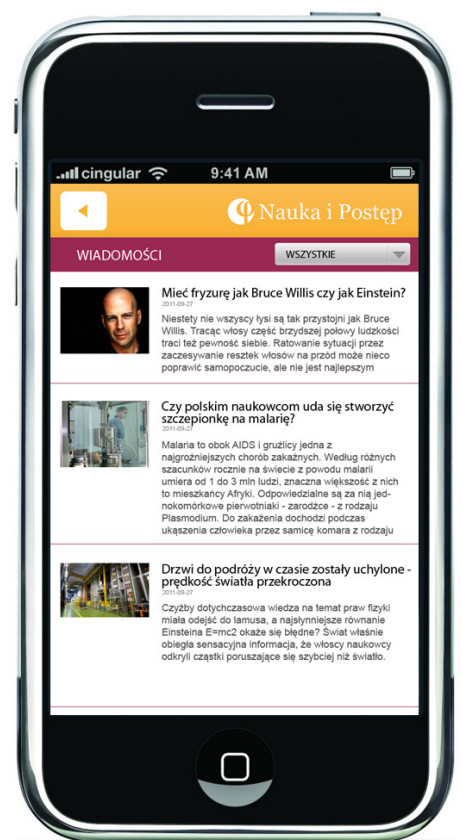 cingular 9:41 AM
Nauka i Postęp
WIADOMOŚCI WSZYSTKIE
Mieć fryzurę jak Bruce Willis czy jak Einstein?
2011-09-27
Niestety nie wszyscy łysi są tak przystojni jak Bruce
Willis. Tracąc włosy część brzydszej połowy ludzkości
traci też pewność siebie. Ratowanie sytuacji przez
zaczesywanie resztek włosów na przód może nieco
poprawić samopoczucie, ale nie jest najlepszym
Czy polskim naukowcom uda się stworzyć
szczepionkę na malarię?
2011-09-27
Malaria to obok AIDS i gruźlicy jedna z
najgroźniejszych chorób zakaźnych. Według różnych
szacunków rocznie na świecie z powodu malarii
umiera od 1 do 3 mln ludzi, znaczna większość z nich
to mieszkańcy Afryki. Odpowiedzialne są za nią jed-
nokomórkowe pierwotniaki - zarodźce - z rodzaju
Plasmodium. Do zakażenia dochodzi podczas
ukąszenia człowieka przez samicę komara z rodzaju
Drzwi do podróży w czasie zostały uchylone -
prędkość światła przekroczona
2011-09-27
Czyżby dotychczasowa wiedza na temat praw fizyki
miała odejść do lamusa, a najsłynniejsze równanie
Einsteina E=mc2 okaże się błędne? Świat właśnie
obiegła sensacyjna informacja, że włoscy naukowcy
odkryli cząstki poruszające się szybciej niż światło.